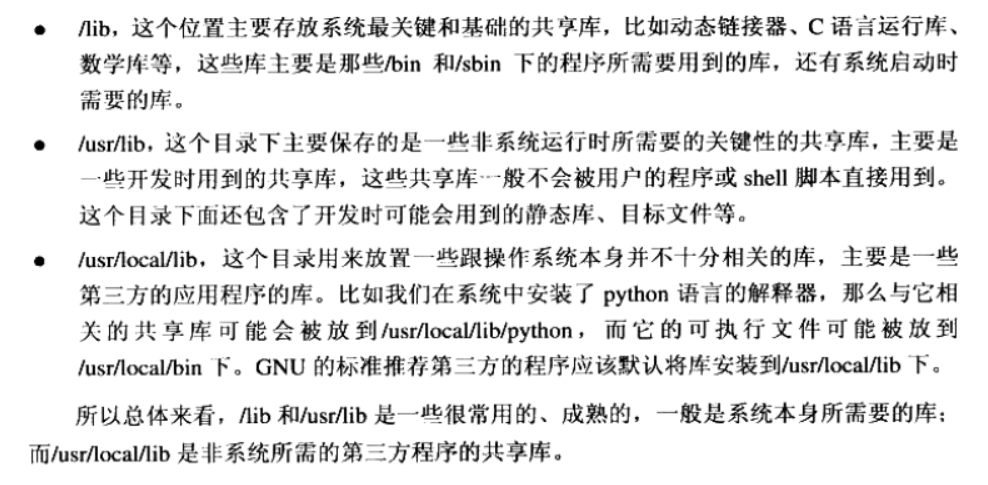 ● /lib，这个位置主要存放系统最关键和基础的共享库，比如动态链接器、C 语言运行库、
数学库等，这些库主要是那些/bin 和/sbin 下的程序所需要用到的库，还有系统启动时
需要的库。
● /usr/lib，这个目录下主要保存的是一些非系统运行时所需要的关键性的共享库，主要是
一些开发时用到的共享库，这些共享库一般不会被用户的程序或 shell 脚本直接用到。
这个目录下面还包含了开发时可能会用到的静态库、目标文件等。
● /usr/local/lib，这个目录用来放置一些跟操作系统本身并不十分相关的库，主要是一些
第三方的应用程序的库。比如我们在系统中安装了 python 语言的解释器，那么与它相
关的共享库可能会被放到/usr/local/lib/python，而它的可执行文件可能被放到
/usr/local/bin 下。GNU 的标准推荐第三方的程序应该默认将库安装到/usr/local/lib 下。
所以总体来看，/lib 和/usr/lib 是一些很常用的、成熟的，一般是系统本身所需要的库；
而/usr/local/lib 是非系统所需的第三方程序的共享库。